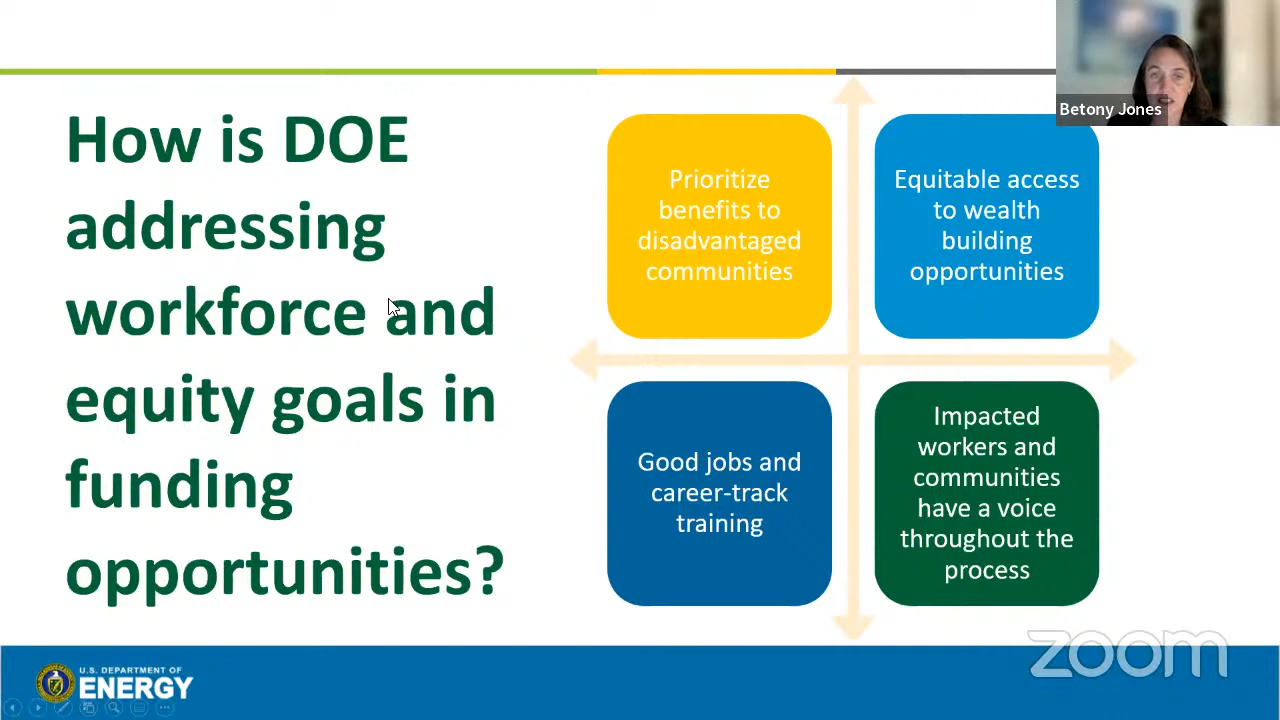 How is DOE
addressing
workforce and
equity goals in
funding
opportunities?
Prioritize
benefits to
disadvantaged
communities
Equitable access
to wealth
building
opportunities
Good jobs and
career-track
training
Impacted
workers and
communities
have a voice
throughout the
process
Betony Jones
U.S. DEPARTMENT OF
ENERGY
zoom